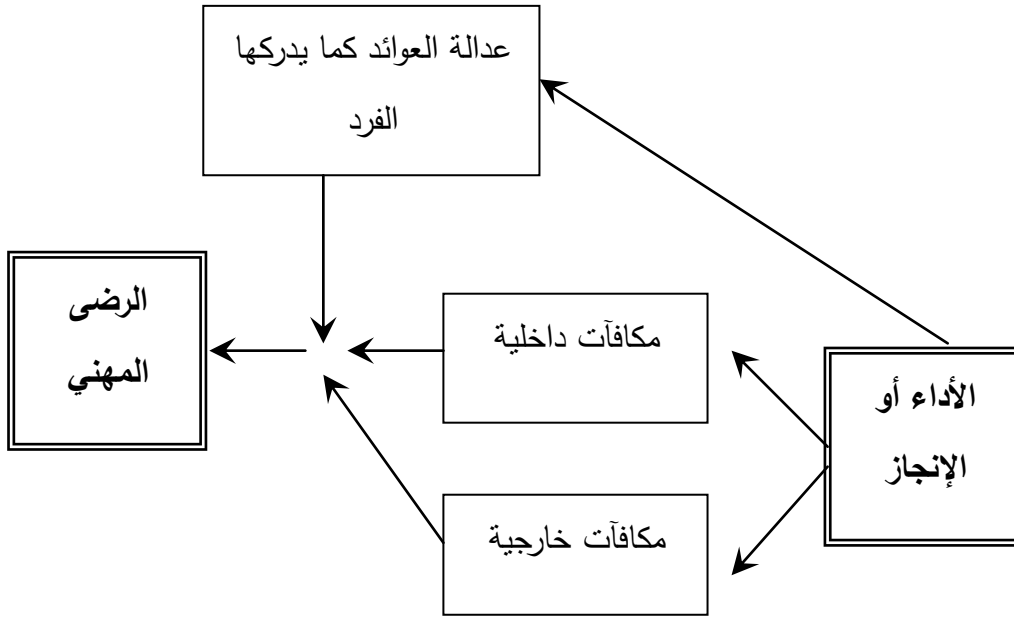 عدالة العوائد كما يدركها
الفرد
الأداء أو
الإنجاز
مكافآت داخلية
مكافآت خارجية
الرضى
المهني